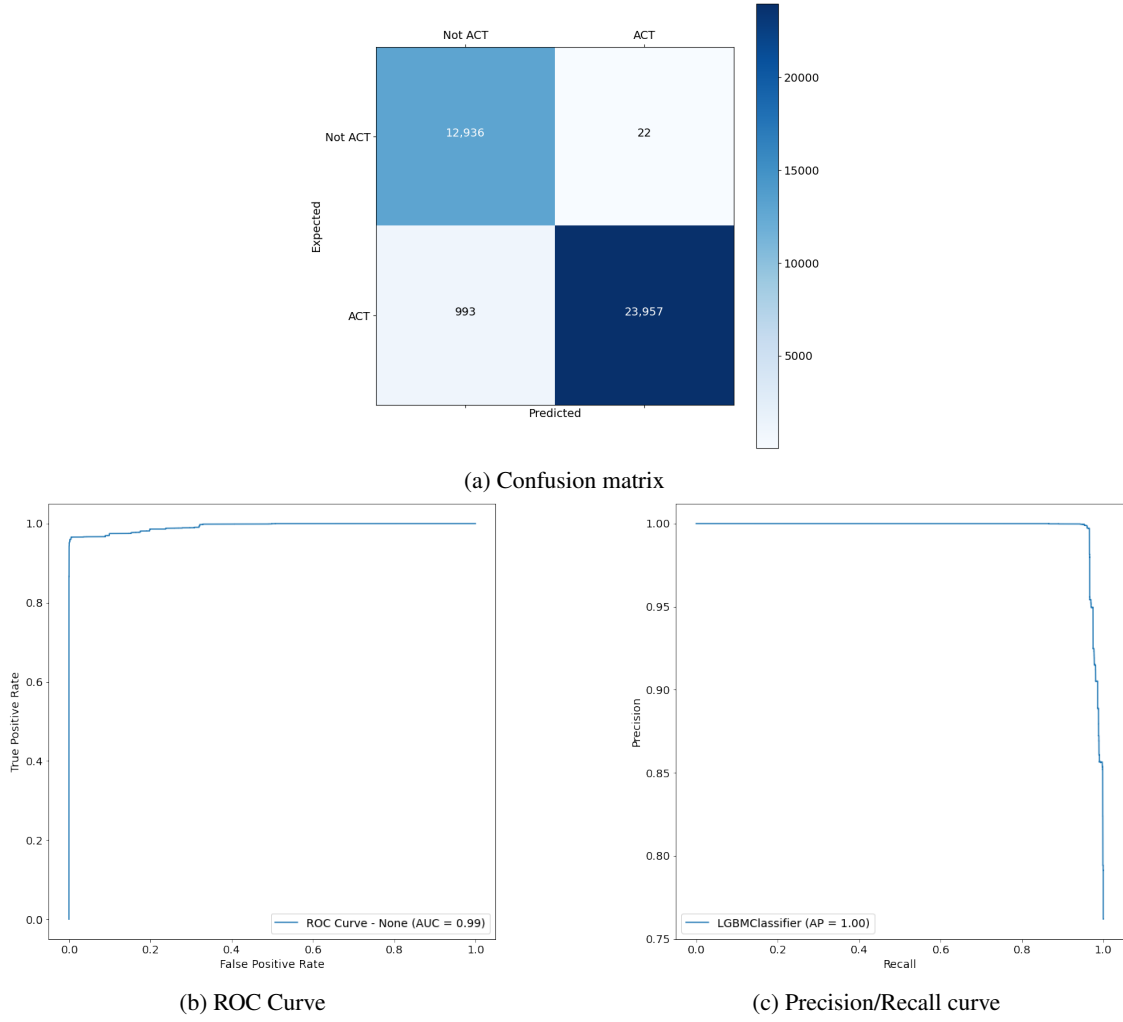 Not ACT ACT
20000
Not ACT 12,936 22
15000
Expected
10000
ACT 993 23,957
5000
Predicted
(a) Confusion matrix
1.0
0.8
0.6
0.4
0.2
0.0
True Positive Rate
ROC Curve - None (AUC = 0.99)
0.0 0.2 0.4 0.6 0.8 1.0
False Positive Rate
(b) ROC Curve
1.00
0.95
0.90
0.85
0.80
0.75
Precision
LGBMClassifier (AP = 1.00)
0.0 0.2 0.4 0.6 0.8 1.0
Recall
(c) Precision/Recall curve